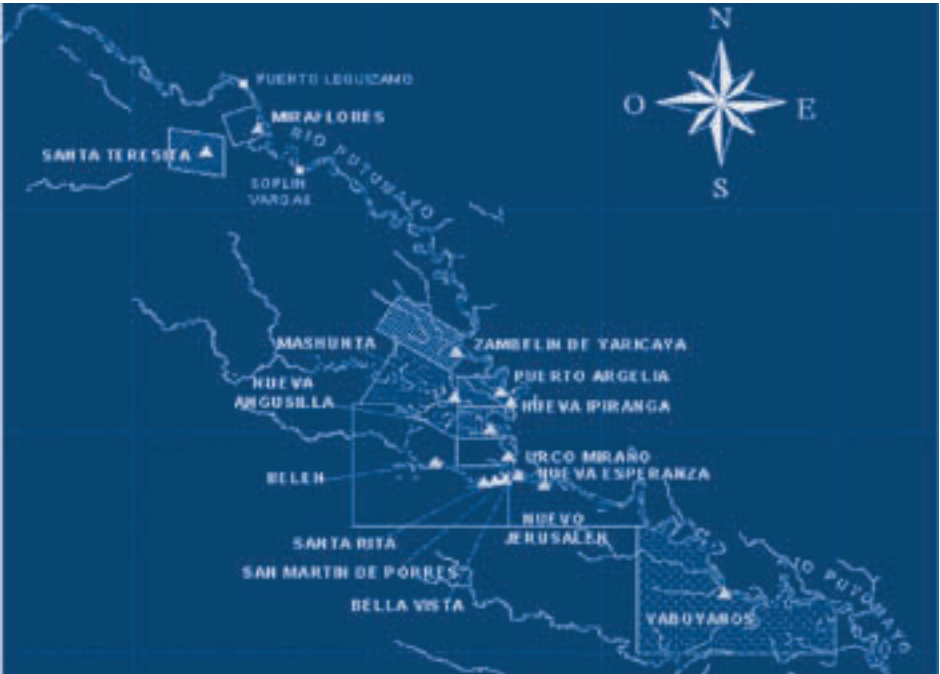 N
PUERTO LEGUIZAMO
O
E
MIRAFLORES
RIO PUTUMAYO
SANTA TERESITA
SOPLIN
VARGAS
S
MASHUNTA
ZAMBELIN DE YARICAYA
PUERTO ARGELIA
NUEVA
ANGUSILLA
NUEVA IPIRANGA
URCO MIRAÑO
BELEN
NUEVA ESPERANZA
NUEVO
JERUSALEN
SANTA RITA
SAN MARTIN DE PORRES
BELLA VISTA
IO PUTUMAYO
YABUYANOS